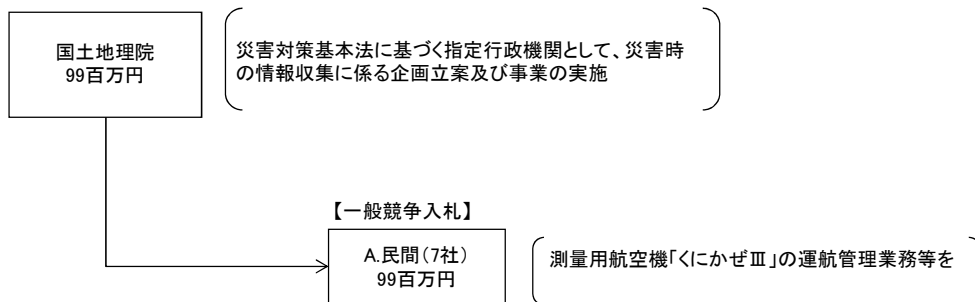 国土地理院
99百万円
災害対策基本法に基づく指定行政機関として、災害時
の情報収集に係る企画立案及び事業の実施
【一般競争入札】
A.民間(7社)
99百万円
測量用航空機「くにかぜⅢ」の運航管理業務等を